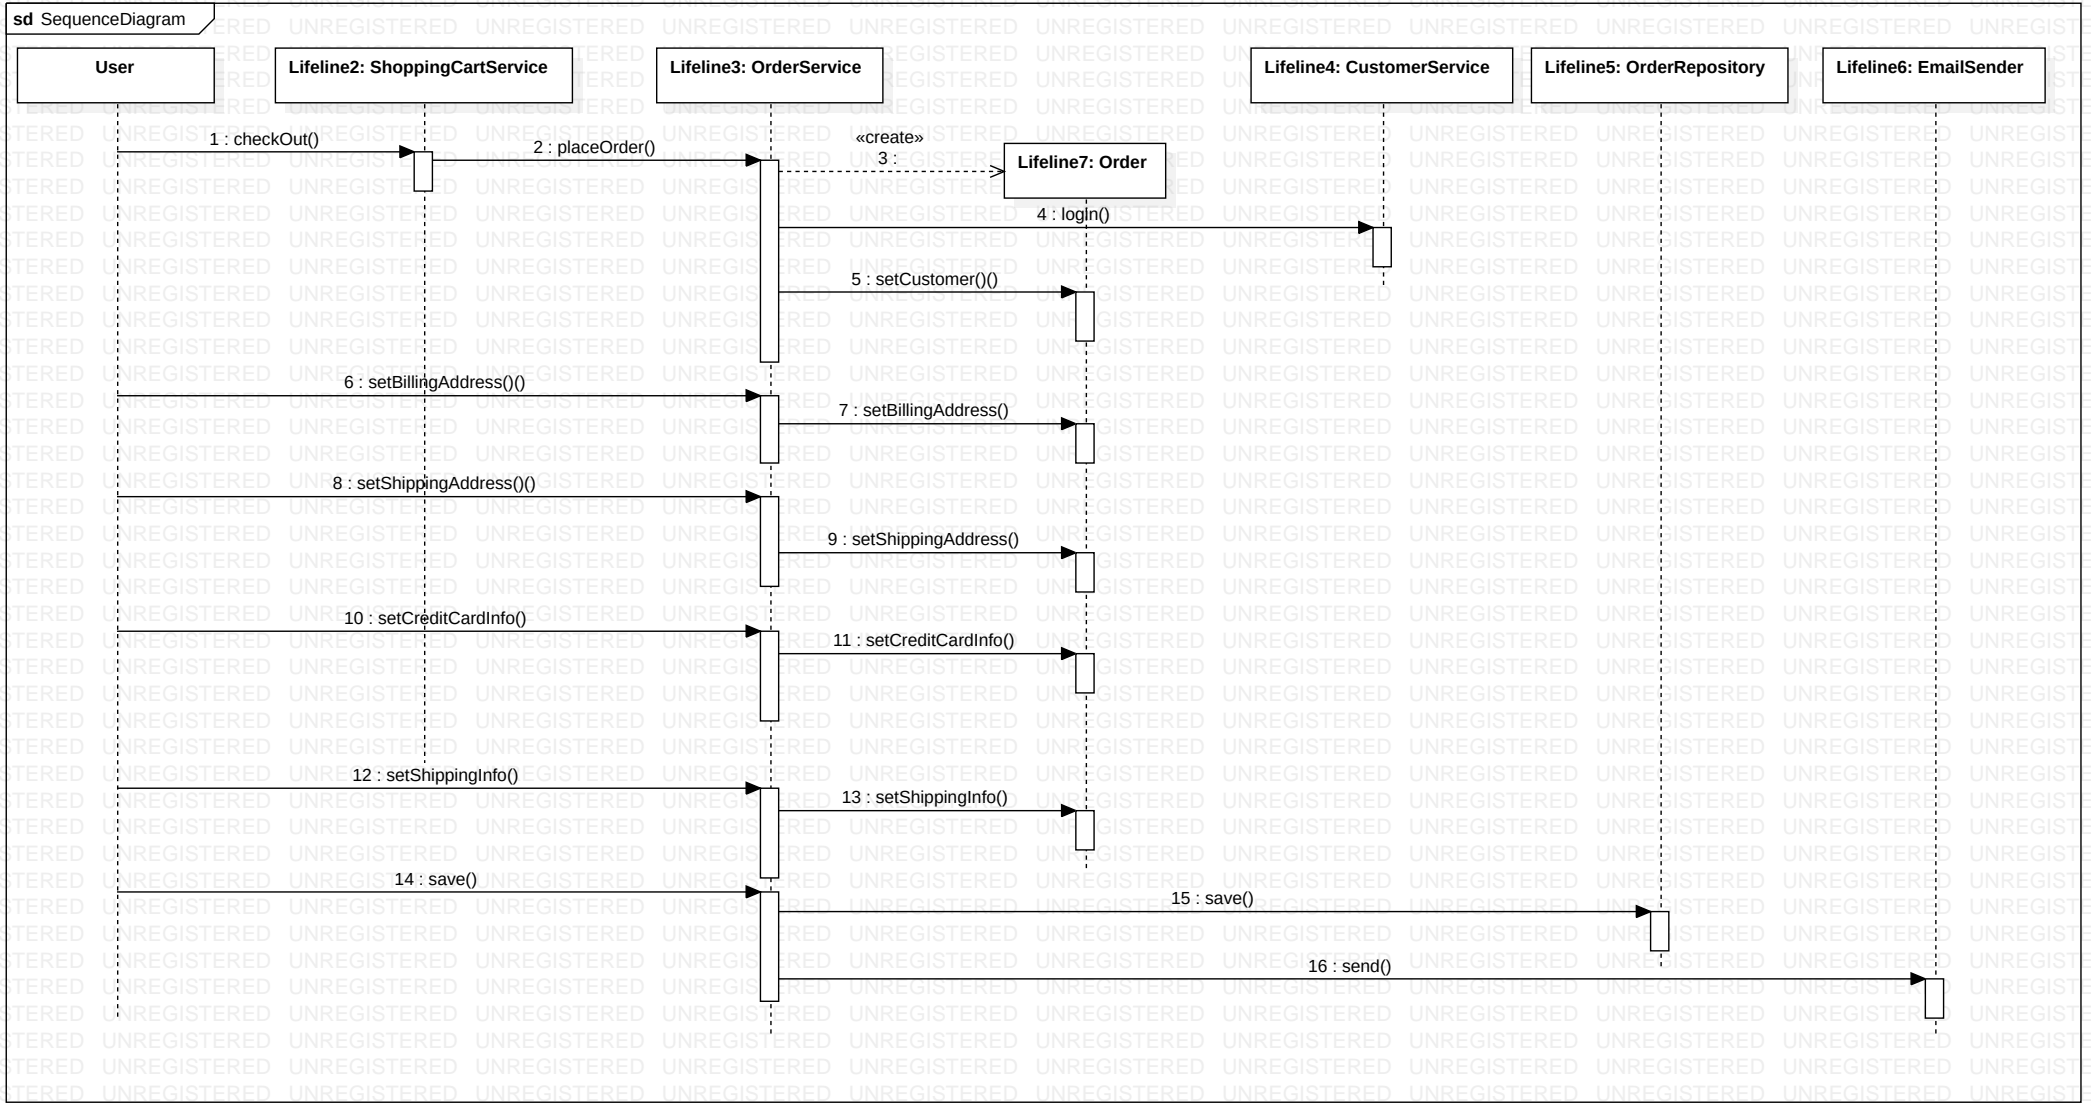 sd SequenceDiagram
User
Lifeline2: ShoppingCartService
Lifeline3: OrderService
Lifeline4: CustomerService
Lifeline5: OrderRepository
Lifeline6: EmailSender
1 : checkOut()
2 : placeOrder()
«create»
3 :
Lifeline7: Order
4 : login()
5 : setCustomer()()
6 : setBillingAddress()()
7 : setBillingAddress()
8 : setShippingAddress()()
9 : setShippingAddress()
10 : setCreditCardInfo()
11 : setCreditCardInfo()
12 : setShippingInfo()
13 : setShippingInfo()
14 : save()
15 : save()
16 : send()
UNREGISTERED